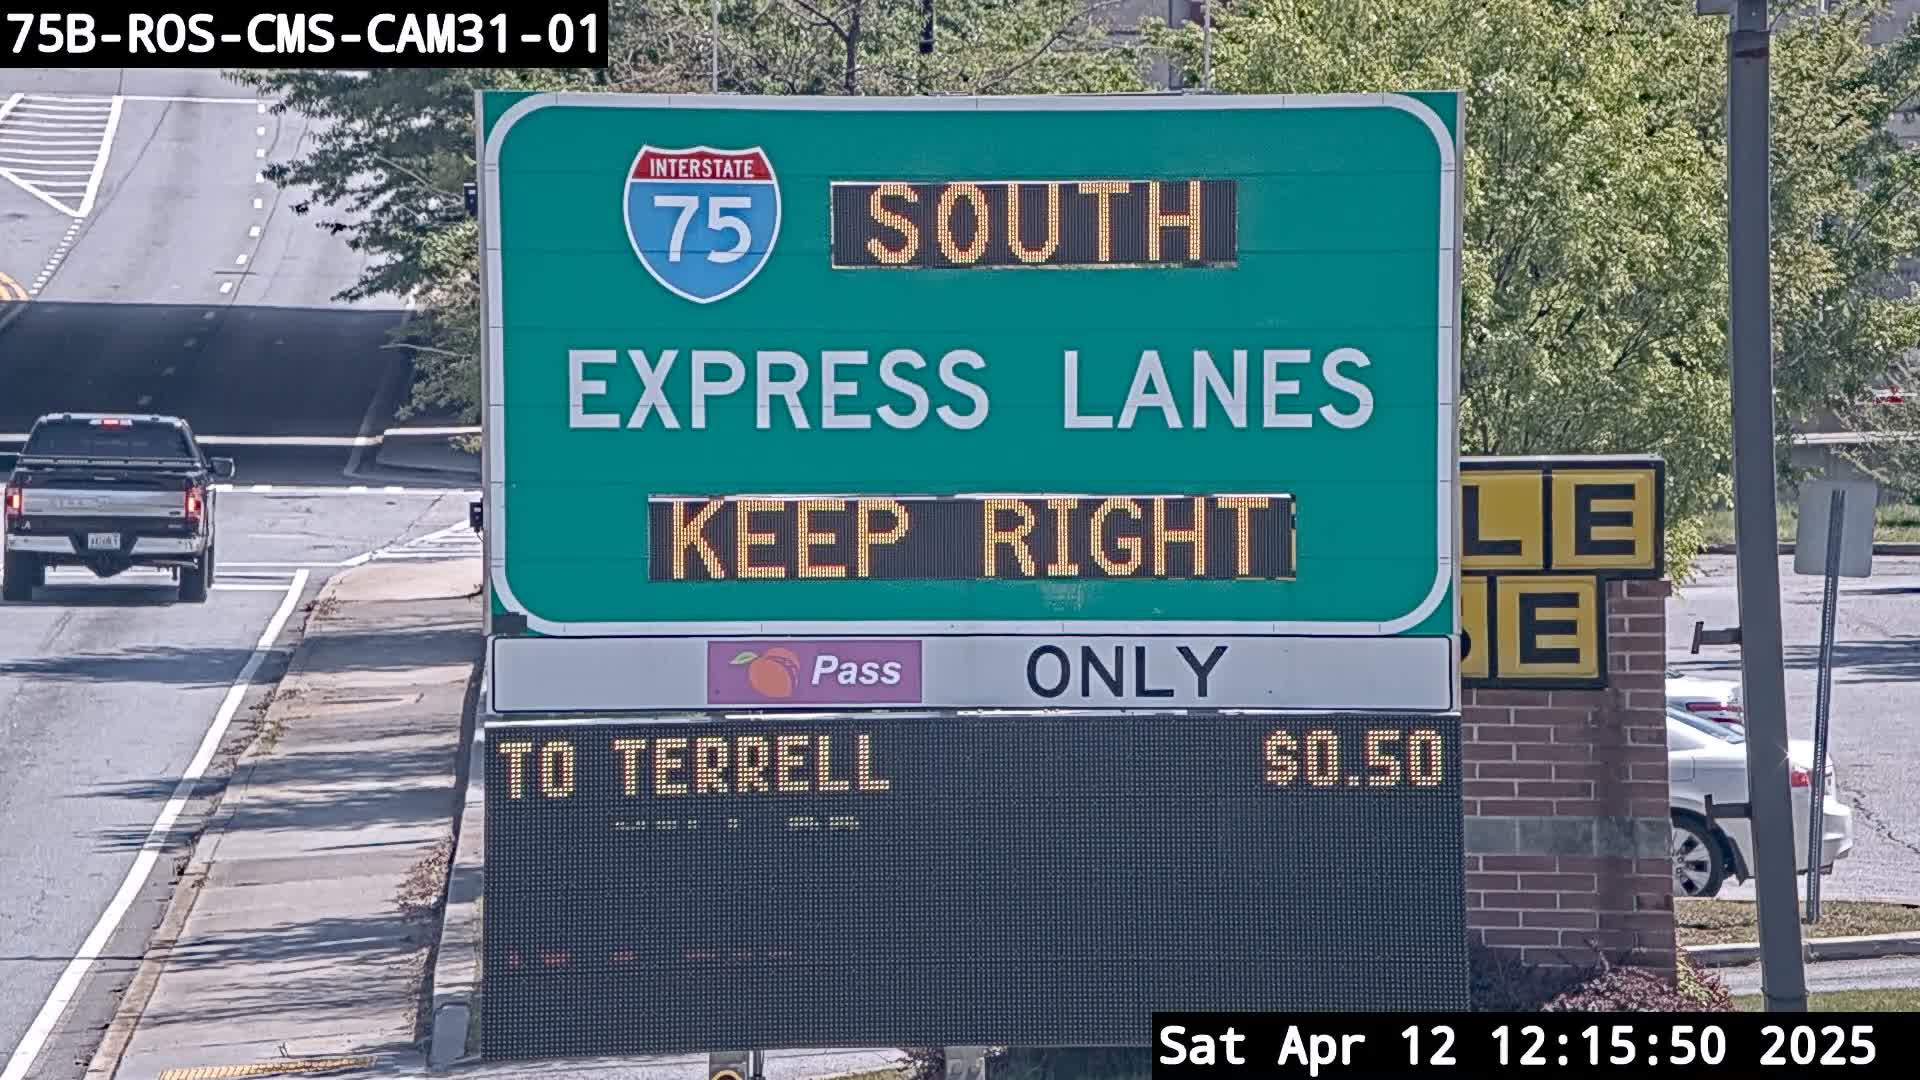 75B-ROS-CMS-CAM31-01
INTERSTATE
75
SOUTH
EXPRESS LANES
KEEP RIGHT
LE
E
Pass ONLY
TO TERRELL $0.50
Sat Apr 12 12:15:50 2025